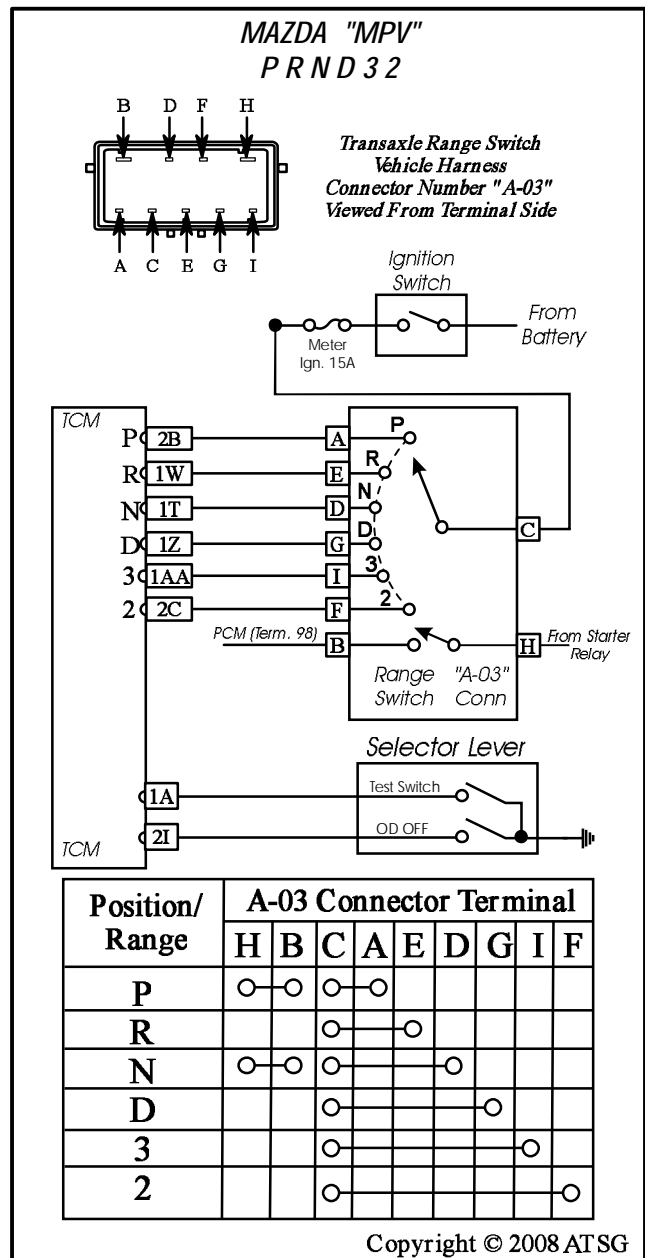 MAZDA "MPV"
P R N D 3 2
B D F H
A C E G I
Transaxle Range Switch
Vehicle Harness
Connector Number "A-03"
Viewed From Terminal Side
Ignition
Switch
From
Battery
Meter
Ign. 15A
TCM
P 2B A P
R 1W E R
N 1T D N
D 1Z G D
3 1AA I 3
2 2C F 2
C
PCM (Term. 98) B
H From Starter
Relay
Range
Switch
"A-03"
Conn
Selector Lever
1A Test Switch
2I OD OFF
TCM
Position/
Range
A-03 Connector Terminal
H B C A E D G I F
P
R
N
D
3
2
Copyright © 2008 ATSG